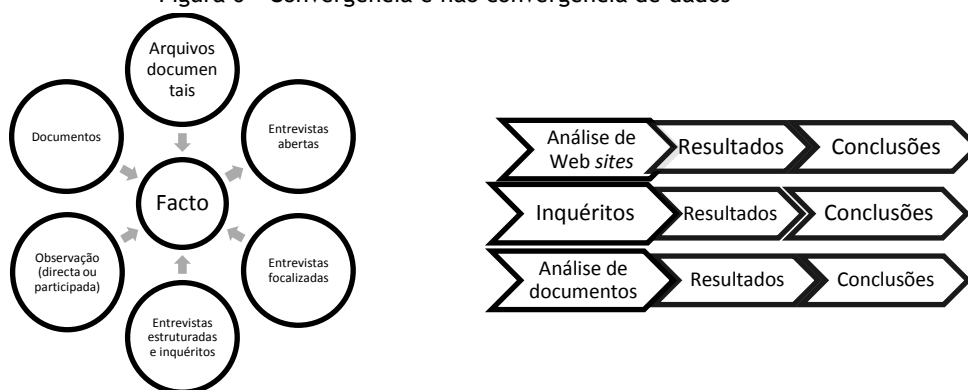 Figura 6 - Convergência e não convergência de dados
Arquivos
documen
tais
Documentos
Entrevistas
abertas
Facto
Observação
(directa ou
participada)
Entrevistas
focalizadas
Entrevistas
estruturadas
e inquéritos
Análise de
Web sites
Resultados
Conclusões
Inquéritos
Resultados
Conclusões
Análise de
documentos
Resultados
Conclusões